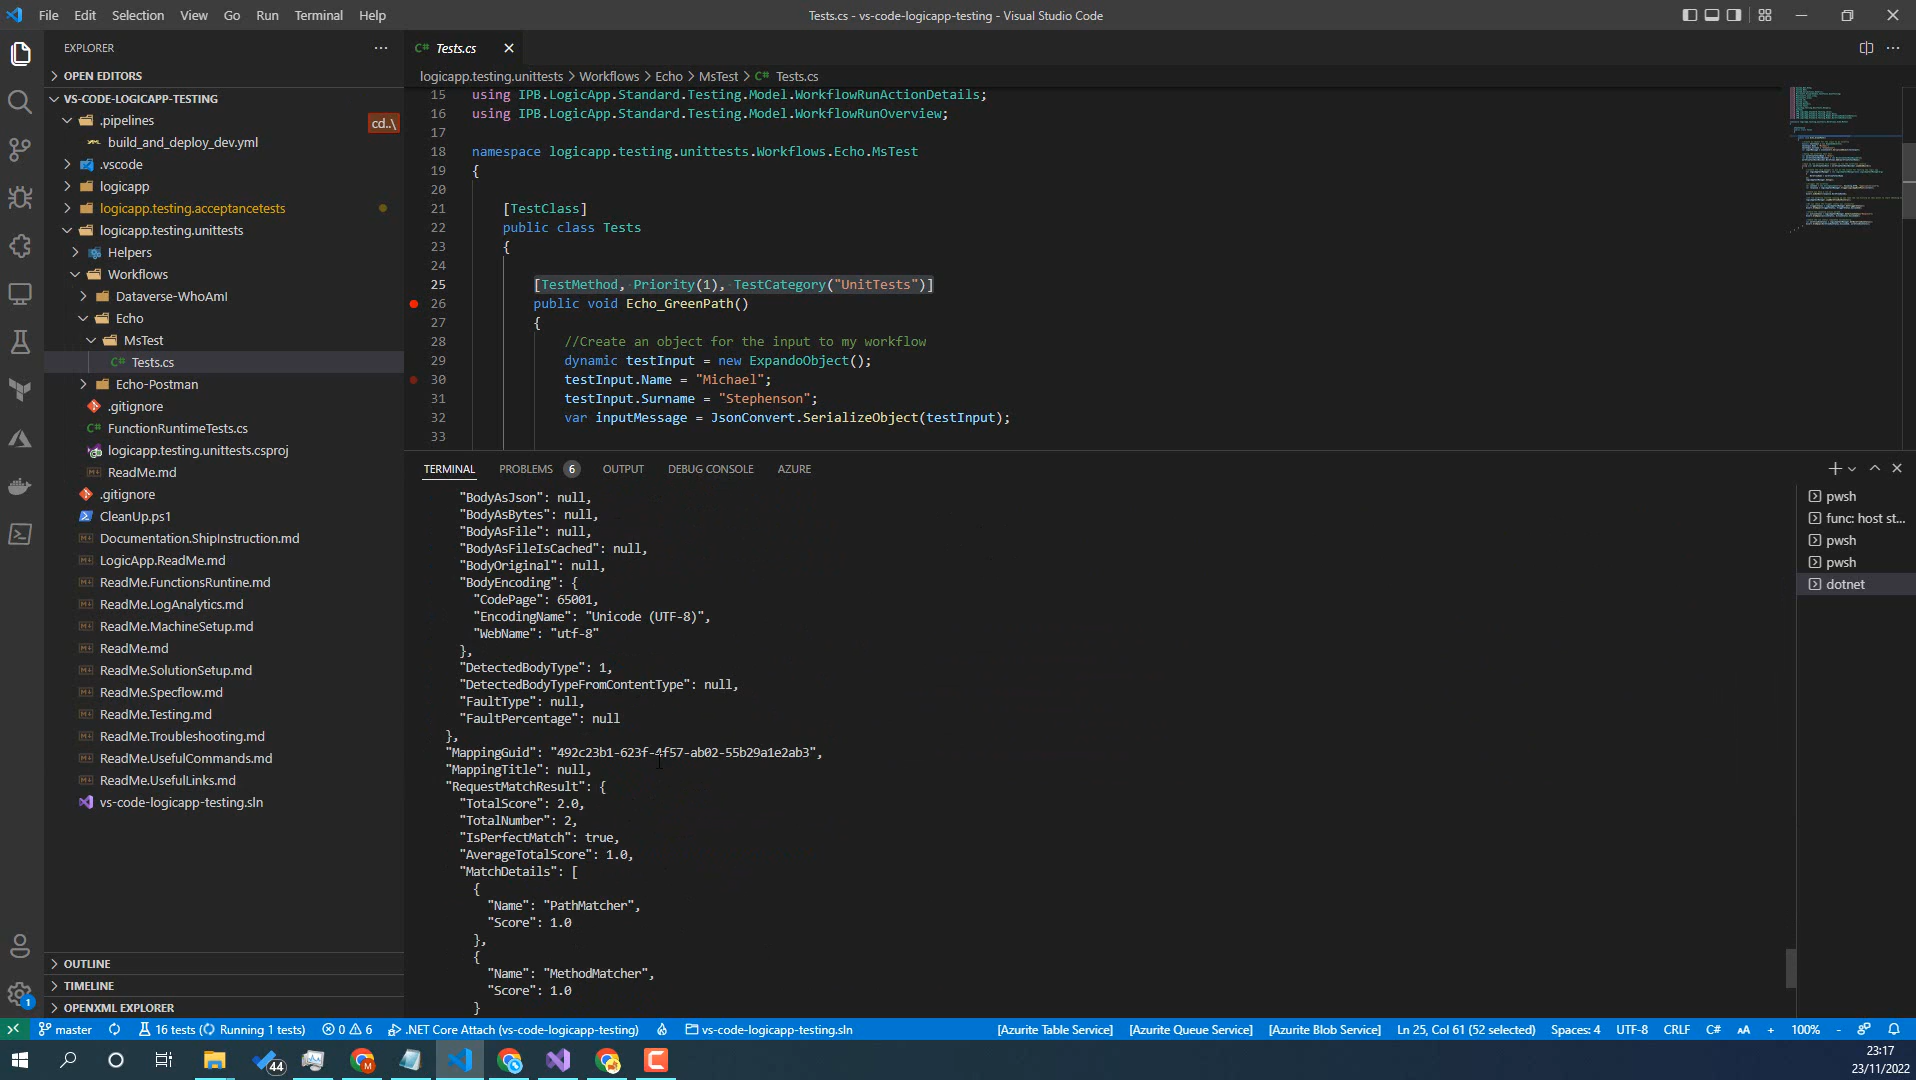 File Edit Selection View Go Run Terminal Help
Tests.cs - vs-code-logicapp-testing - Visual Studio Code
EXPLORER
OPEN EDITORS
VS-CODE-LOGICAPP-TESTING
.pipelines
cd..\
build_and_deploy_dev.yml
.vscode
logicapp
logicapp.testing.acceptancetests
logicapp.testing.unittests
Helpers
Workflows
Dataverse-WhoAmI
Echo
MsTest
C# Tests.cs
Echo-Postman
.gitignore
C# FunctionRuntimeTests.cs
logicapp.testing.unittests.csproj
ReadMe.md
.gitignore
CleanUp.ps1
Documentation.ShipInstruction.md
LogicApp.ReadMe.md
ReadMe.FunctionsRuntine.md
ReadMe.LogAnalytics.md
ReadMe.MachineSetup.md
ReadMe.md
ReadMe.SolutionSetup.md
ReadMe.Specflow.md
ReadMe.Testing.md
ReadMe.Troubleshooting.md
ReadMe.UsefulCommands.md
ReadMe.UsefulLinks.md
vs-code-logicapp-testing.sln
OUTLINE
TIMELINE
OPENXML EXPLORER
C# Tests.cs
logicapp.testing.unittests > Workflows > Echo > MsTest > C# Tests.cs
15 using IPB.LogicApp.Standard.Testing.Model.WorkflowRunActionDetails;
16 using IPB.LogicApp.Standard.Testing.Model.WorkflowRunOverview;
17
18 namespace logicapp.testing.unittests.Workflows.Echo.MsTest
19 {
20
21 [TestClass]
22 public class Tests
23 {
24
25 [TestMethod, Priority(1), TestCategory("UnitTests")]
26 public void Echo_GreenPath()
27 {
28 //Create an object for the input to my workflow
29 dynamic testInput = new ExpandoObject();
30 testInput.Name = "Michael";
31 testInput.Surname = "Stephenson";
32 var inputMessage = JsonConvert.SerializeObject(testInput);
33
TERMINAL PROBLEMS 6 OUTPUT DEBUG CONSOLE AZURE
"BodyAsJson": null,
"BodyAsBytes": null,
"BodyAsFile": null,
"BodyAsFileIsCached": null,
"BodyOriginal": null,
"BodyEncoding": {
"CodePage": 65001,
"EncodingName": "Unicode (UTF-8)",
"WebName": "utf-8"
},
"DetectedBodyType": 1,
"DetectedBodyTypeFromContentType": null,
"FaultType": null,
"FaultPercentage": null
},
"MappingGuid": "492c23b1-623f-4f57-ab02-55b29a1e2ab3",
"MappingTitle": null,
"RequestMatchResult": {
"TotalScore": 2.0,
"TotalNumber": 2,
"IsPerfectMatch": true,
"AverageTotalScore": 1.0,
"MatchDetails": [
{
"Name": "PathMatcher",
"Score": 1.0
},
{
"Name": "MethodMatcher",
"Score": 1.0
}
pwsh
func: host st...
pwsh
pwsh
dotnet
1
master 16 tests (Running 1 tests) 0 6 .NET Core Attach (vs-code-logicapp-testing) vs-code-logicapp-testing.sln [Azurite Table Service] [Azurite Queue Service] [Azurite Blob Service] Ln 25, Col 61 (52 selected) Spaces: 4 UTF-8 CRLF C# AA + 100% -
44
M
23:17
23/11/2022